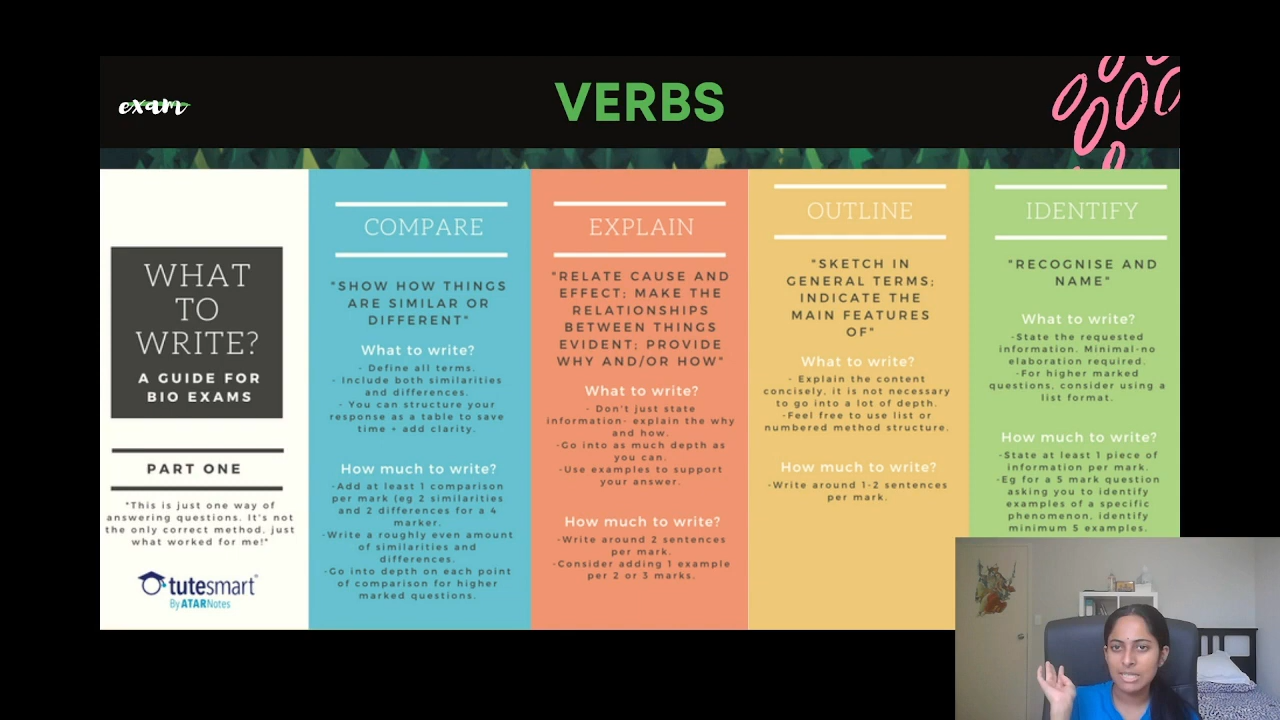 exam
VERBS
WHAT
TO
WRITE?
A GUIDE FOR
BIO EXAMS
PART ONE
"This is just one way of
answering questions. It's not
the only correct method, just
what worked for me!"
tutesmart
By ATARNotes
COMPARE
"SHOW HOW THINGS
ARE SIMILAR OR
DIFFERENT"
What to write?
- Define all terms.
- Include both similarities
and differences.
- You can structure your
response as a table to save
time + add clarity.
How much to write?
-Add at least 1 comparison
per mark (eg 2 similarities
and 2 differences for a 4
marker.
-Write a roughly even amount
of similarities and
differences.
-Go into depth on each point
of comparison for higher
marked questions.
EXPLAIN
"RELATE CAUSE AND
EFFECT; MAKE THE
RELATIONSHIPS
BETWEEN THINGS
EVIDENT; PROVIDE
WHY AND/OR HOW"
What to write?
- Don't just state
information- explain the why
and how.
-Go into as much depth as
you can.
-Use examples to support
your answer.
How much to write?
-Write around 2 sentences
per mark.
-Consider adding 1 example
per 2 or 3 marks.
OUTLINE
"SKETCH IN
GENERAL TERMS;
INDICATE THE
MAIN FEATURES
OF"
What to write?
- Explain the content
concisely, it is not necessary
to go into a lot of depth.
-Feel free to use list or
numbered method structure.
How much to write?
-Write around 1-2 sentences
per mark.
IDENTIFY
"RECOGNISE AND
NAME"
What to write?
-State the requested
information. Minimal-no
elaboration required.
-For higher marked
questions, consider using a
list format.
How much to write?
-State at least 1 piece of
information per mark.
-Eg for a 5 mark question
asking you to identify
examples of a specific
phenomenon, identify
minimum 5 examples.